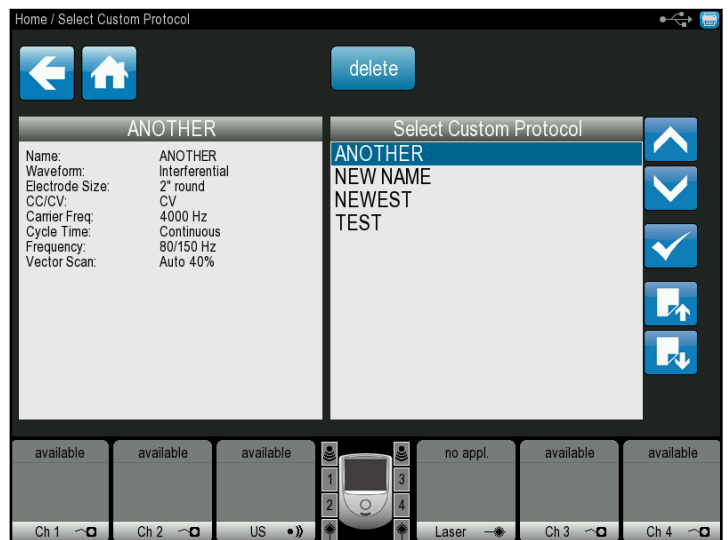 Home / Select Custom Protocol
delete
ANOTHER
Name: ANOTHER
Waveform: Interferential
Electrode Size: 2" round
CC/CV: CV
Carrier Freq: 4000 Hz
Cycle Time: Continuous
Frequency: 80/150 Hz
Vector Scan: Auto 40%
Select Custom Protocol
ANOTHER
NEW NAME
NEWEST
TEST
available
available
available
no appl.
available
available
1
3
2
4
Ch 1
Ch 2
US
Laser
Ch 3
Ch 4